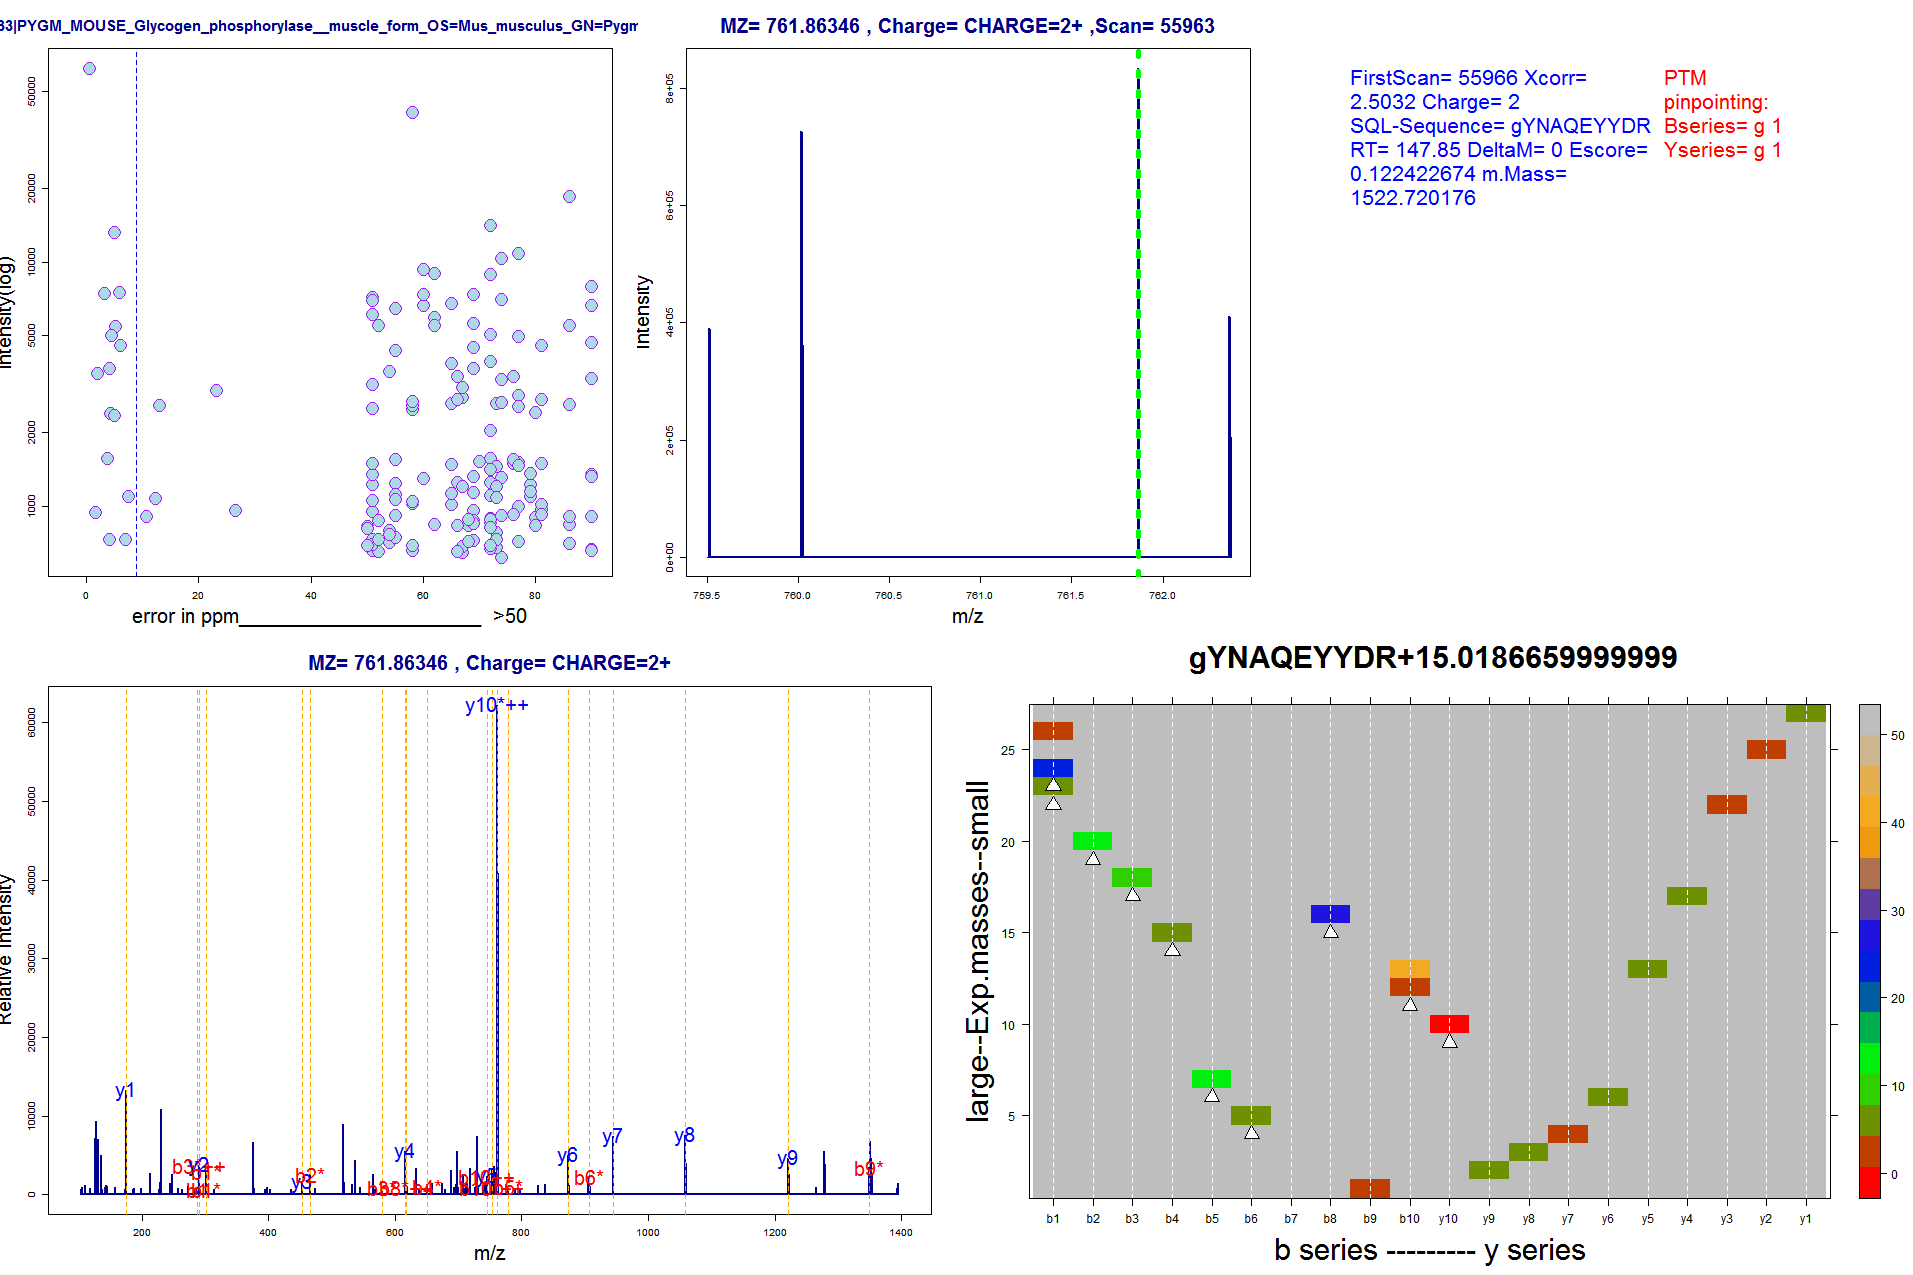 33|PYGM_MOUSE_Glycogen_phosphorylase__muscle_form_OS=Mus_musculus_GN=Pygm
Intensity(log)
50000
20000
10000
5000
2000
1000
0 20 40 60 80
error in ppm______________________ >50
MZ= 761.86346 , Charge= CHARGE=2+ ,Scan= 55963
Intensity
8e+05
6e+05
4e+05
2e+05
0e+00
759.5 760.0 760.5 761.0 761.5 762.0
m/z
FirstScan= 55966 Xcorr=
2.5032 Charge= 2
SQL-Sequence= gYNAQEYYDR
RT= 147.85 DeltaM= 0 Escore=
0.122422674 m.Mass=
1522.720176
PTM
pinpointing:
Bseries= g 1
Yseries= g 1
MZ= 761.86346 , Charge= CHARGE=2+
Relative Intensity
60000
50000
40000
30000
20000
10000
0
y10*++
y1
y4
y6
y7
y8
y9
b2*
b6*
b9*
200 400 600 800 1000 1200 1400
m/z
gYNAQEYYDR+15.0186659999999
large--Exp.masses--small
25
20
15
10
5
b1 b2 b3 b4 b5 b6 b7 b8 b9 b10 y10 y9 y8 y7 y6 y5 y4 y3 y2 y1
b series --------- y series
50
40
30
20
10
0